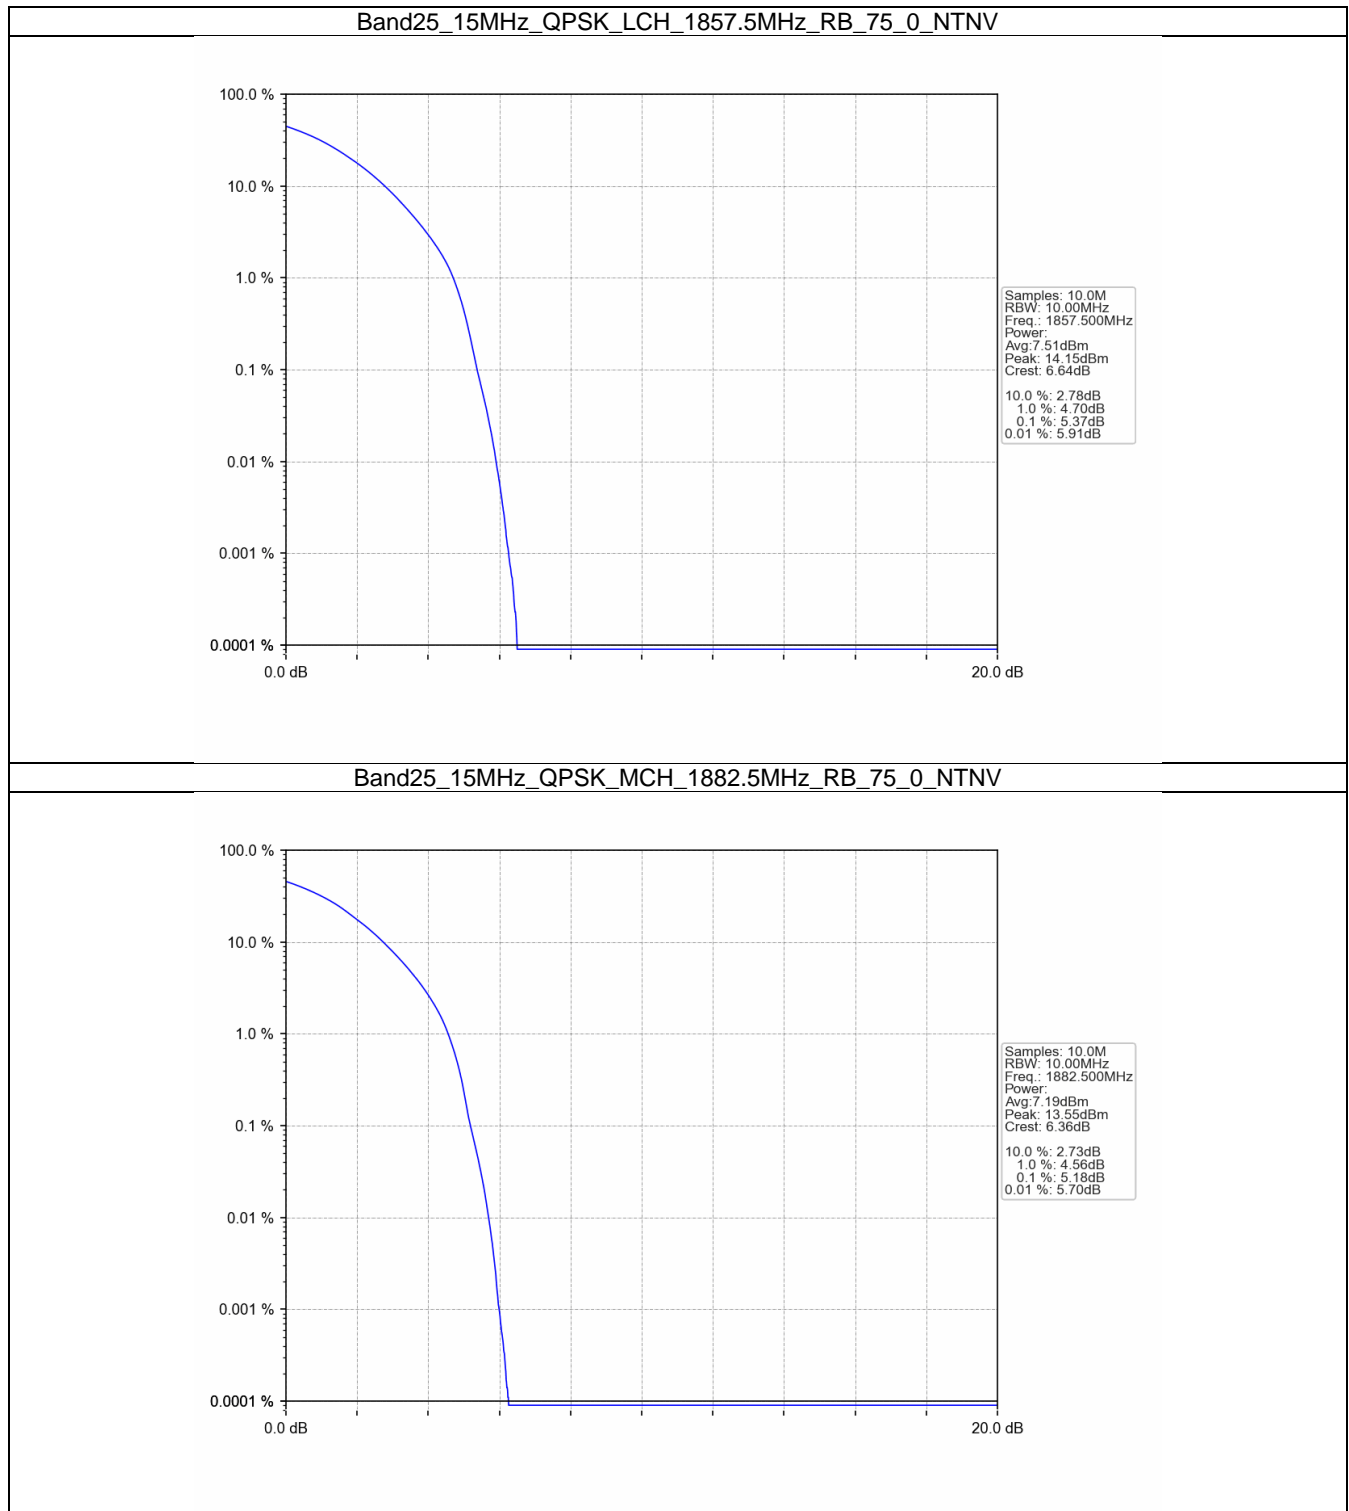 Band25_15MHz_QPSK_LCH_1857.5MHz_RB_75_0_NTNV
100.0 %
10.0 %
1.0 %
0.1 %
0.01 %
0.001 %
0.0001 %
0.0 dB
20.0 dB
Samples: 10.0M
RBW: 10.00MHz
Freq.: 1857.500MHz
Power:
Avg:7.51dBm
Peak: 14.15dBm
Crest: 6.64dB
10.0 %: 2.78dB
1.0 %: 4.70dB
0.1 %: 5.37dB
0.01 %: 5.91dB
Band25_15MHz_QPSK_MCH_1882.5MHz_RB_75_0_NTNV
100.0 %
10.0 %
1.0 %
0.1 %
0.01 %
0.001 %
0.0001 %
0.0 dB
20.0 dB
Samples: 10.0M
RBW: 10.00MHz
Freq.: 1882.500MHz
Power:
Avg:7.19dBm
Peak: 13.55dBm
Crest: 6.36dB
10.0 %: 2.73dB
1.0 %: 4.56dB
0.1 %: 5.18dB
0.01 %: 5.70dB